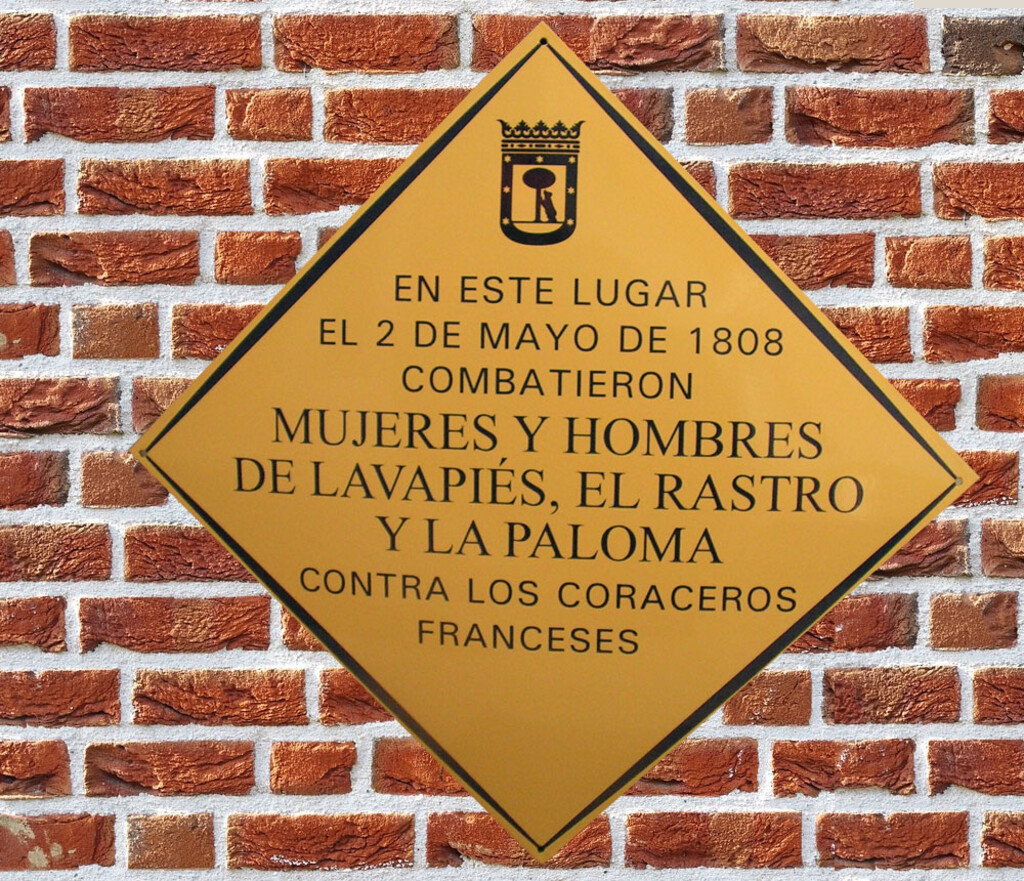 EN ESTE LUGAR
EL 2 DE MAYO DE 1808
COMBATIERON
MUJERES Y HOMBRES
DE LAVAPIÉS, EL RASTRO
Y LA PALOMA
CONTRA LOS CORACEROS
FRANCESES